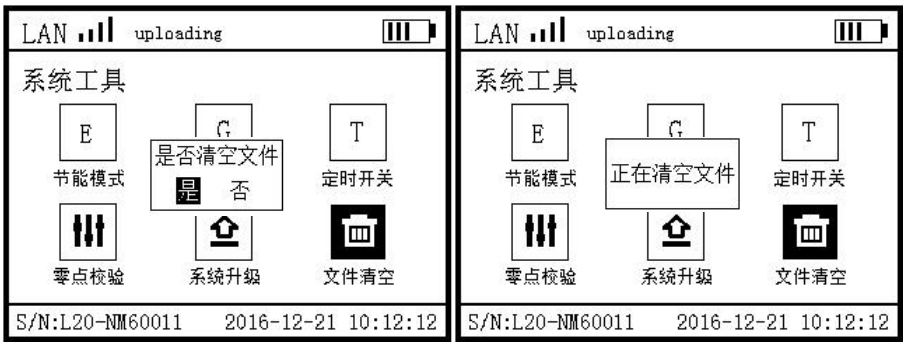 LAN uploading
系统工具
E G T
是否清空文件
是 否
节能模式 定时开关
零点校验 系统升级 文件清空
S/N:L20-NM60011 2016-12-21 10:12:12
LAN uploading
系统工具
E G T
正在清空文件
节能模式 定时开关
零点校验 系统升级 文件清空
S/N:L20-NM60011 2016-12-21 10:12:12